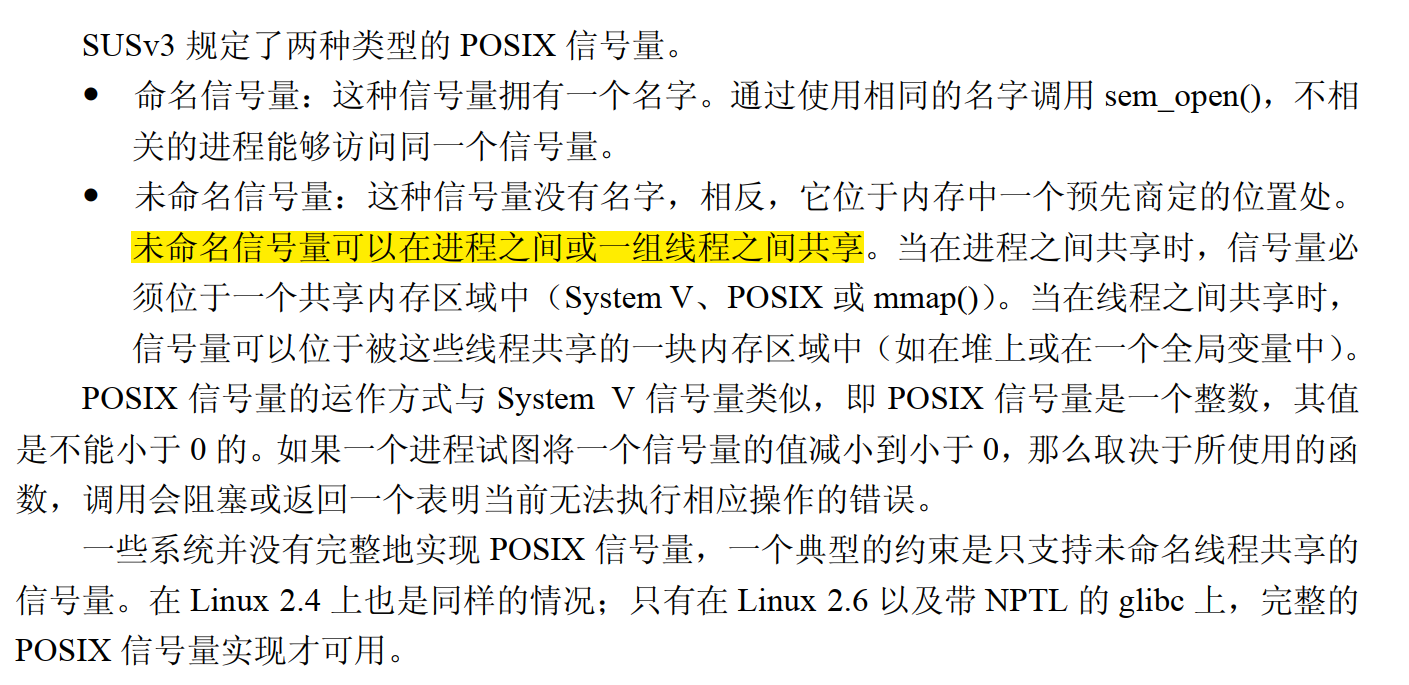 SUSv3 规定了两种类型的 POSIX 信号量。
● 命名信号量：这种信号量拥有一个名字。通过使用相同的名字调用 sem_open()，不相
关的进程能够访问同一个信号量。
● 未命名信号量：这种信号量没有名字，相反，它位于内存中一个预先商定的位置处。
未命名信号量可以在进程之间或一组线程之间共享。当在进程之间共享时，信号量必
须位于一个共享内存区域中（System V、POSIX 或 mmap()）。当在线程之间共享时，
信号量可以位于被这些线程共享的一块内存区域中（如在堆上或在一个全局变量中）。
POSIX 信号量的运作方式与 System V 信号量类似，即 POSIX 信号量是一个整数，其值
是不能小于 0 的。如果一个进程试图将一个信号量的值减小到小于 0，那么取决于所使用的函
数，调用会阻塞或返回一个表明当前无法执行相应操作的错误。
一些系统并没有完整地实现 POSIX 信号量，一个典型的约束是只支持未命名线程共享的
信号量。在 Linux 2.4 上也是同样的情况；只有在 Linux 2.6 以及带 NPTL 的 glibc 上，完整的
POSIX 信号量实现才可用。